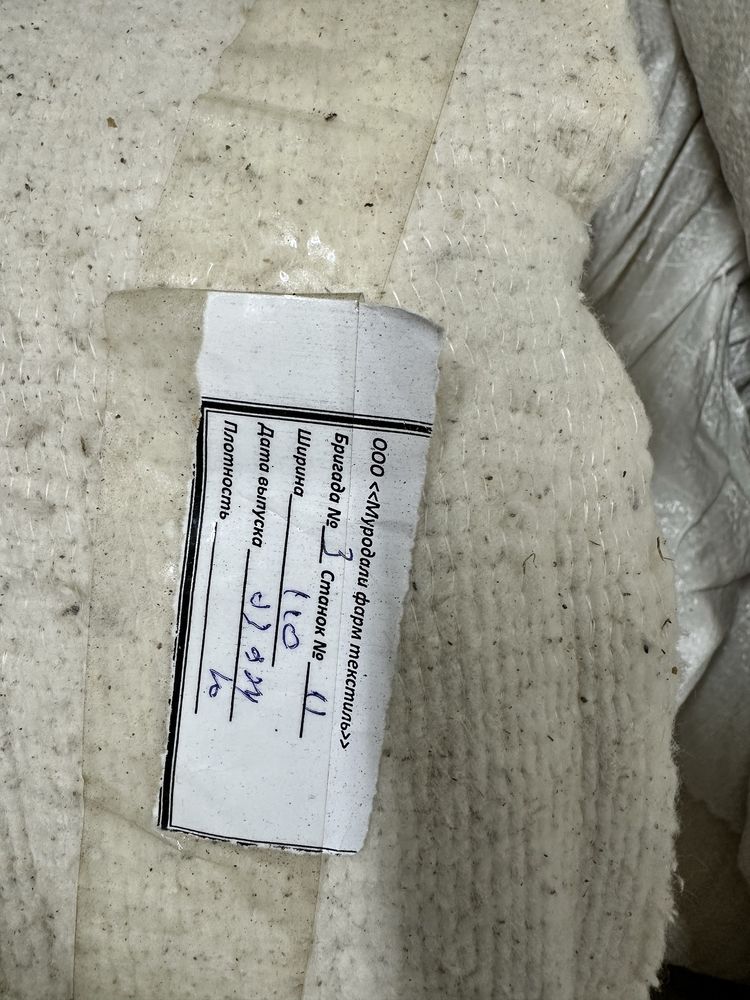 ООО <<Муродали фарм текстиль>>
Бригада № 3 Станок № 11
Ширина 110
Дата выпуска
Плотность